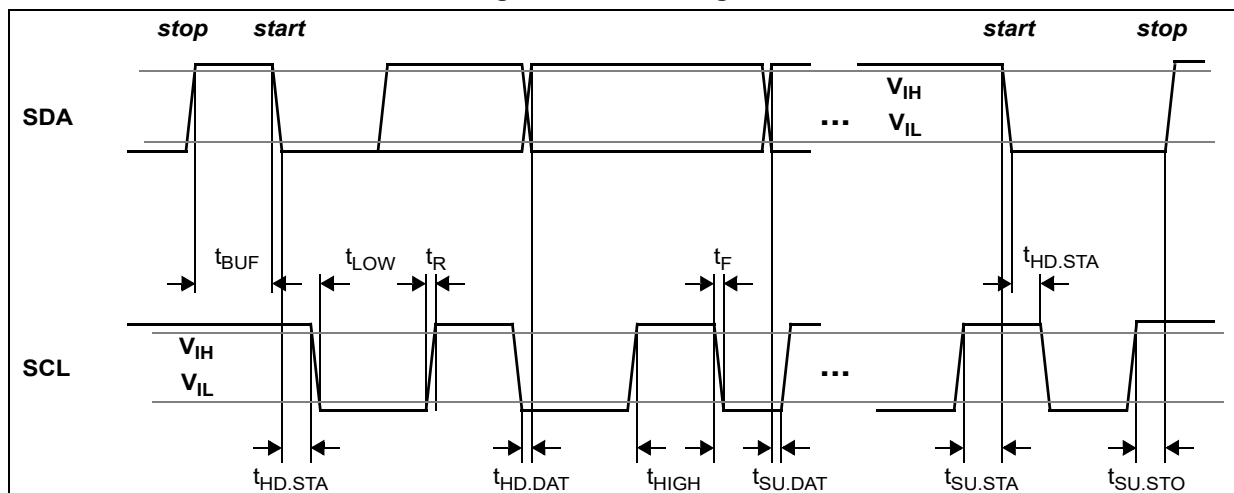 stop start start stop
SDA
V_IH
V_IL
...
t_BUF t_LOW t_R t_F t_HD.STA
V_IH
SCL
V_IL
...
t_HD.STA t_HD.DAT t_HIGH t_SU.DAT t_SU.STA t_SU.STO